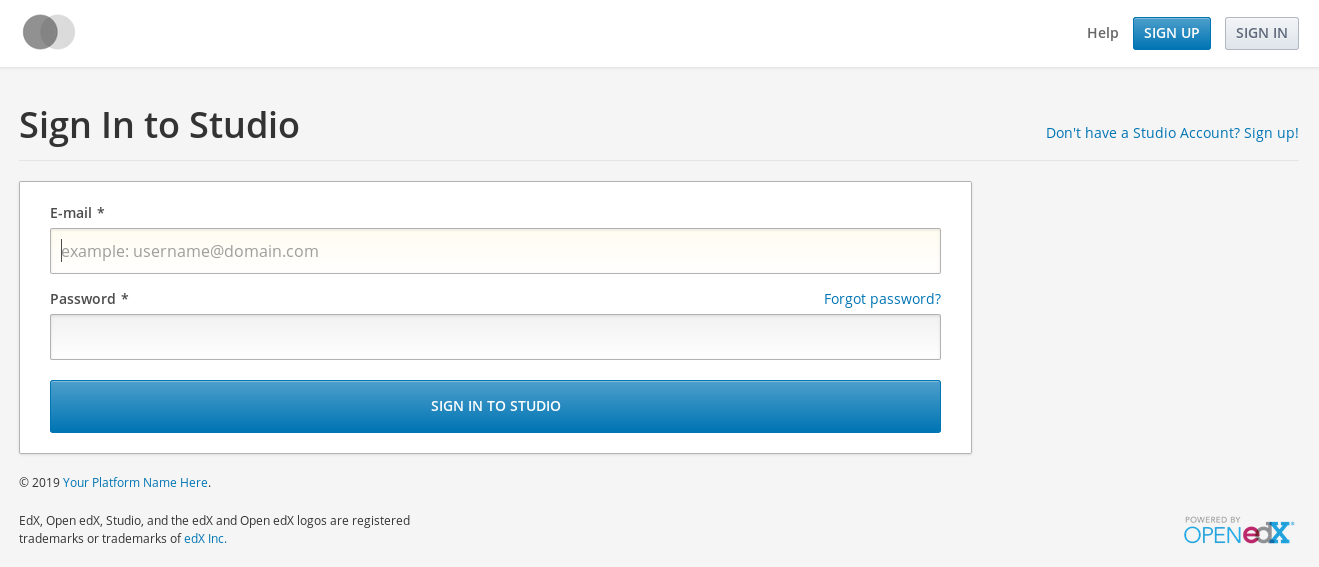 Help SIGN UP SIGN IN
Sign In to Studio
Don't have a Studio Account? Sign up!
E-mail *
example: username@domain.com
Password * Forgot password?
SIGN IN TO STUDIO
© 2019 Your Platform Name Here.
EdX, Open edX, Studio, and the edX and Open edX logos are registered
trademarks or trademarks of edX Inc.
POWERED BY
OPENedX®